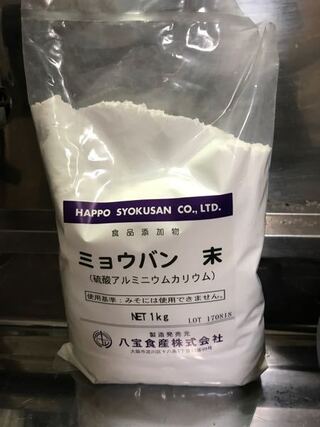 HAPPO SYOKUSAN CO., LTD.
食品添加物
ミョウバン 末
(硫酸アルミニウムカリウム)
使用基準:みそには使用できません。
NET 1kg
LOT 170818
製造発売元
八宝食産株式会社